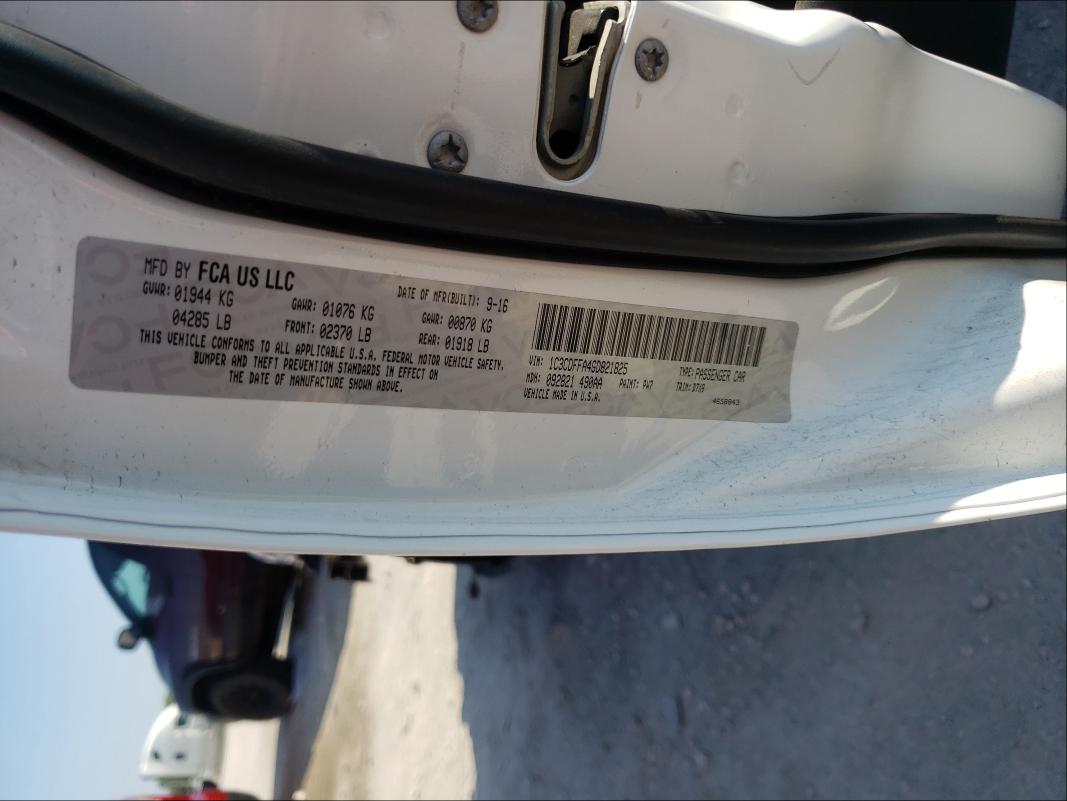 MFD BY FCA US LLC
DATE OF MFR(BUILT): 9-16
GVWR: 01944 KG
04285 LB
GAWR: 01076 KG
FRONT: 02370 LB
GAWR: 00870 KG
REAR: 01918 LB
THIS VEHICLE CONFORMS TO ALL APPLICABLE U.S.A. FEDERAL MOTOR VEHICLE SAFETY,
BUMPER AND THEFT PREVENTION STANDARDS IN EFFECT ON
THE DATE OF MANUFACTURE SHOWN ABOVE.
VIN: 1C3CDFFA4GD821825
TYPE: PASSENGER CAR
MDH: 092821 490AA
PAINT: PW7
TRIM:
VEHICLE MADE IN U.S.A.